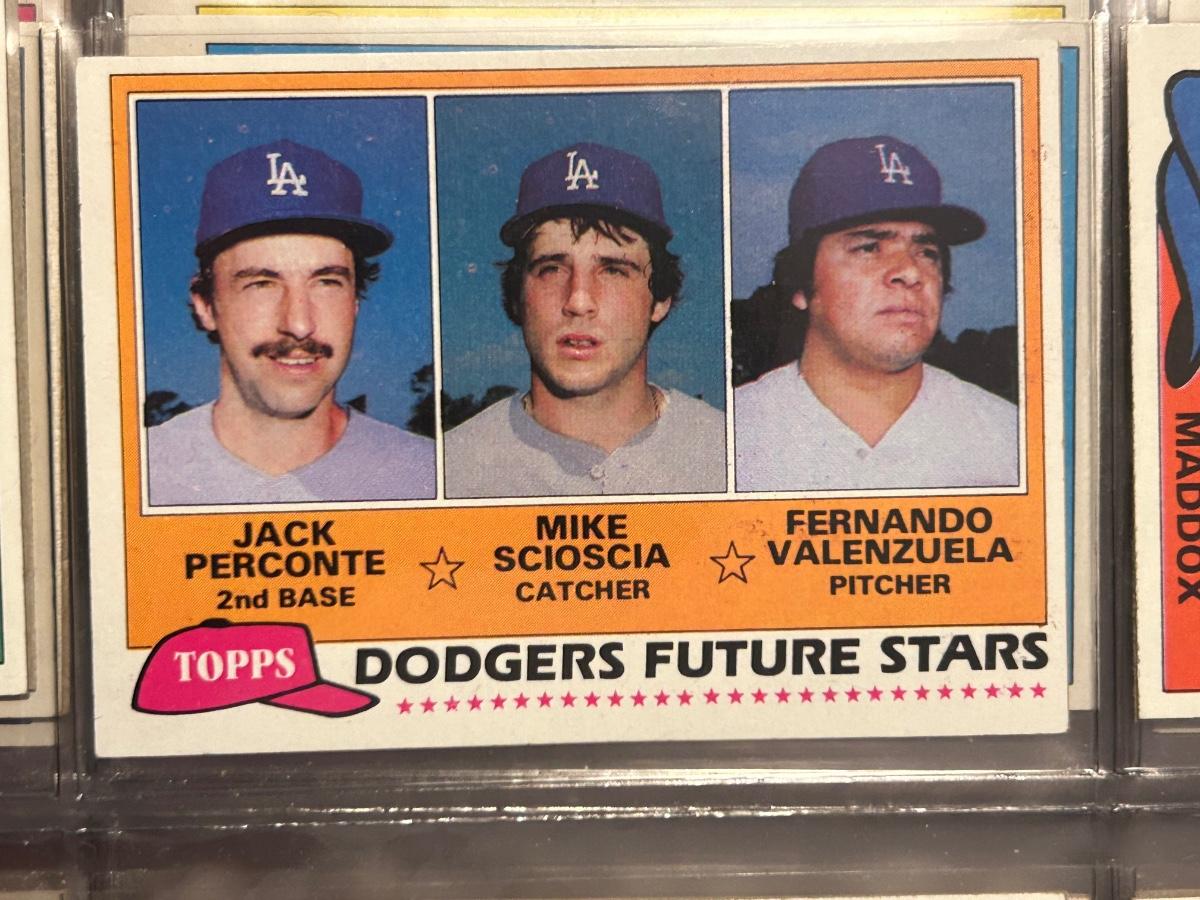 LA
LA
LA
JACK
PERCONTE
2nd BASE
MIKE
SCIOSCIA
CATCHER
FERNANDO
VALENZUELA
PITCHER
TOPPS
DODGERS FUTURE STARS
MADDOX